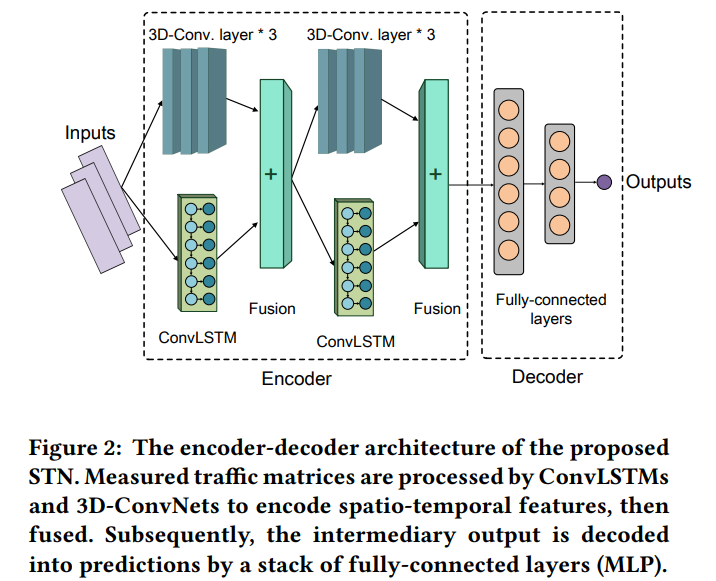 3D-Conv. layer * 3
3D-Conv. layer * 3
Inputs
+
+
Outputs
Fusion
Fusion
ConvLSTM
ConvLSTM
Fully-connected
layers
Encoder
Decoder
Figure 2: The encoder-decoder architecture of the proposed
STN. Measured traffic matrices are processed by ConvLSTMs
and 3D-ConvNets to encode spatio-temporal features, then
fused. Subsequently, the intermediary output is decoded
into predictions by a stack of fully-connected layers (MLP).